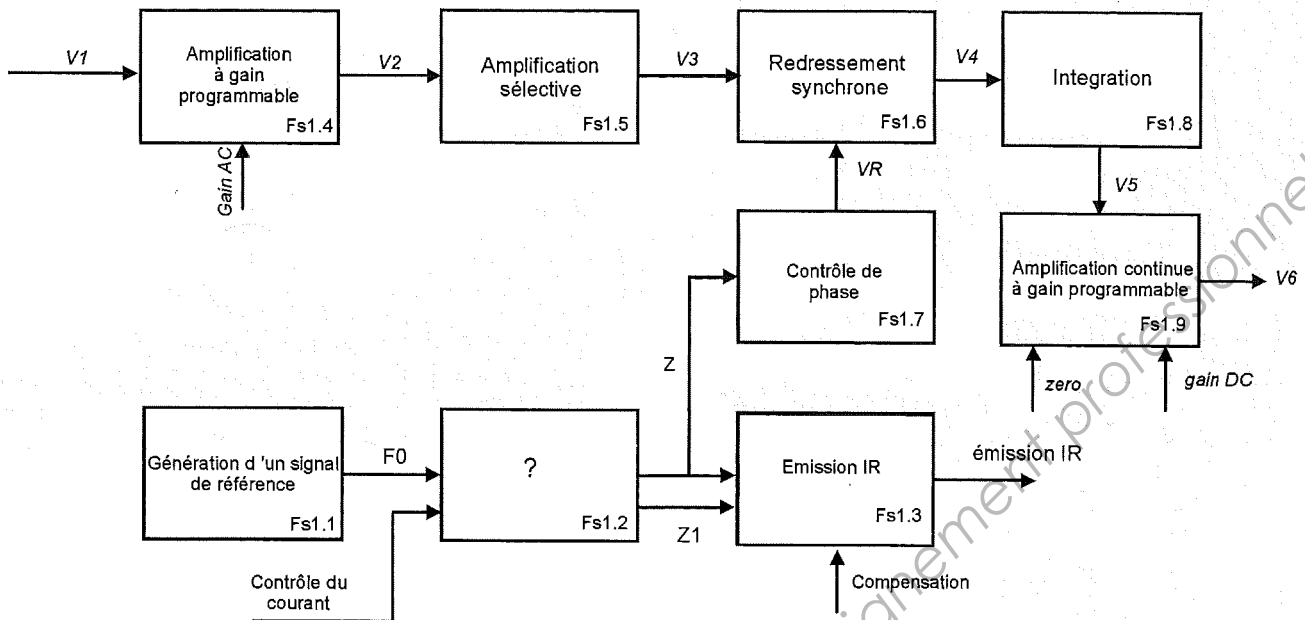 V1
Amplification
à gain
programmable
Fs1.4
Gain AC
V2
Amplification
sélective
Fs1.5
V3
Redressement
synchrone
Fs1.6
V4
Integration
Fs1.8
VR
V5
Contrôle de
phase
Fs1.7
Amplification continue
à gain programmable
Fs1.9
V6
zero
gain DC
Z
Génération d 'un signal
de référence
Fs1.1
F0
?
Fs1.2
Z1
Emission IR
Fs1.3
émission IR
Contrôle du
courant
Compensation
ignement professionnel